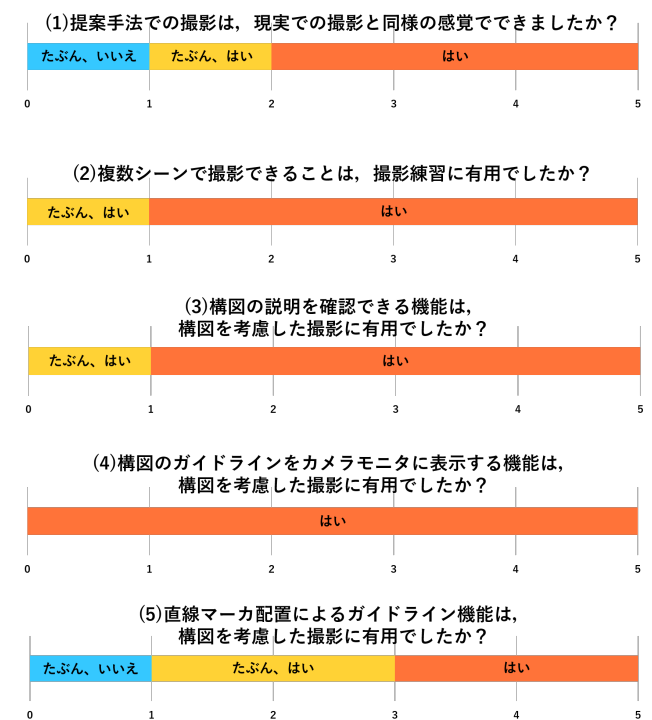 (1)提案手法での撮影は，現実での撮影と同様の感覚でできましたか？
たぶん、いいえ たぶん、はい はい
0 1 2 3 4 5
(2)複数シーンで撮影できることは，撮影練習に有用でしたか？
たぶん、はい はい
0 1 2 3 4 5
(3)構図の説明を確認できる機能は，
構図を考慮した撮影に有用でしたか？
たぶん、はい はい
0 1 2 3 4 5
(4)構図のガイドラインをカメラモニタに表示する機能は，
構図を考慮した撮影に有用でしたか？
はい
0 1 2 3 4 5
(5)直線マーカ配置によるガイドライン機能は，
構図を考慮した撮影に有用でしたか？
たぶん、いいえ たぶん、はい はい
0 1 2 3 4 5